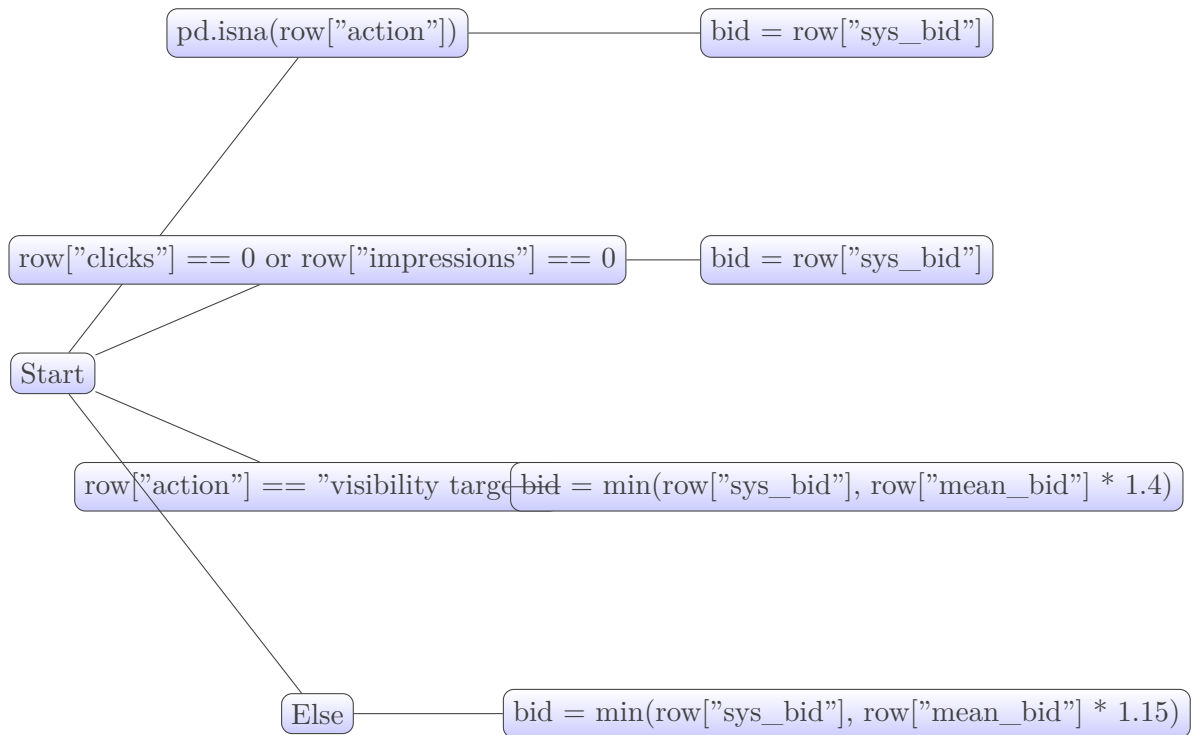 pd.isna(row[”action”])
bid = row[”sys_bid”]
row[”clicks”] == 0 or row[”impressions”] == 0
bid = row[”sys_bid”]
Start
row[”action”] == ”visibility targe
bid = min(row[”sys_bid”], row[”mean_bid”] * 1.4)
Else
bid = min(row[”sys_bid”], row[”mean_bid”] * 1.15)